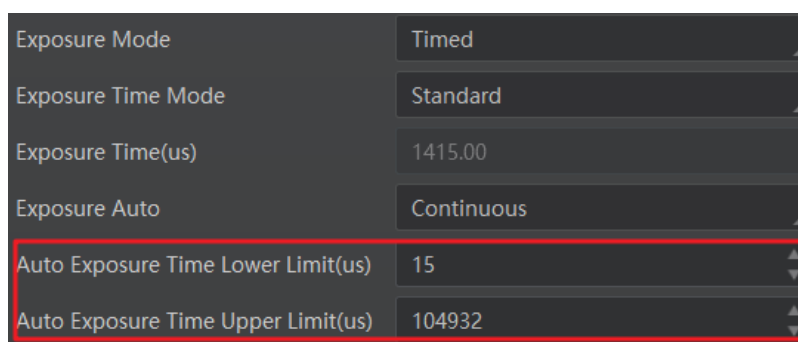 Exposure Mode Timed
Exposure Time Mode Standard
Exposure Time(us) 1415.00
Exposure Auto Continuous
Auto Exposure Time Lower Limit(us) 15
Auto Exposure Time Upper Limit(us) 104932